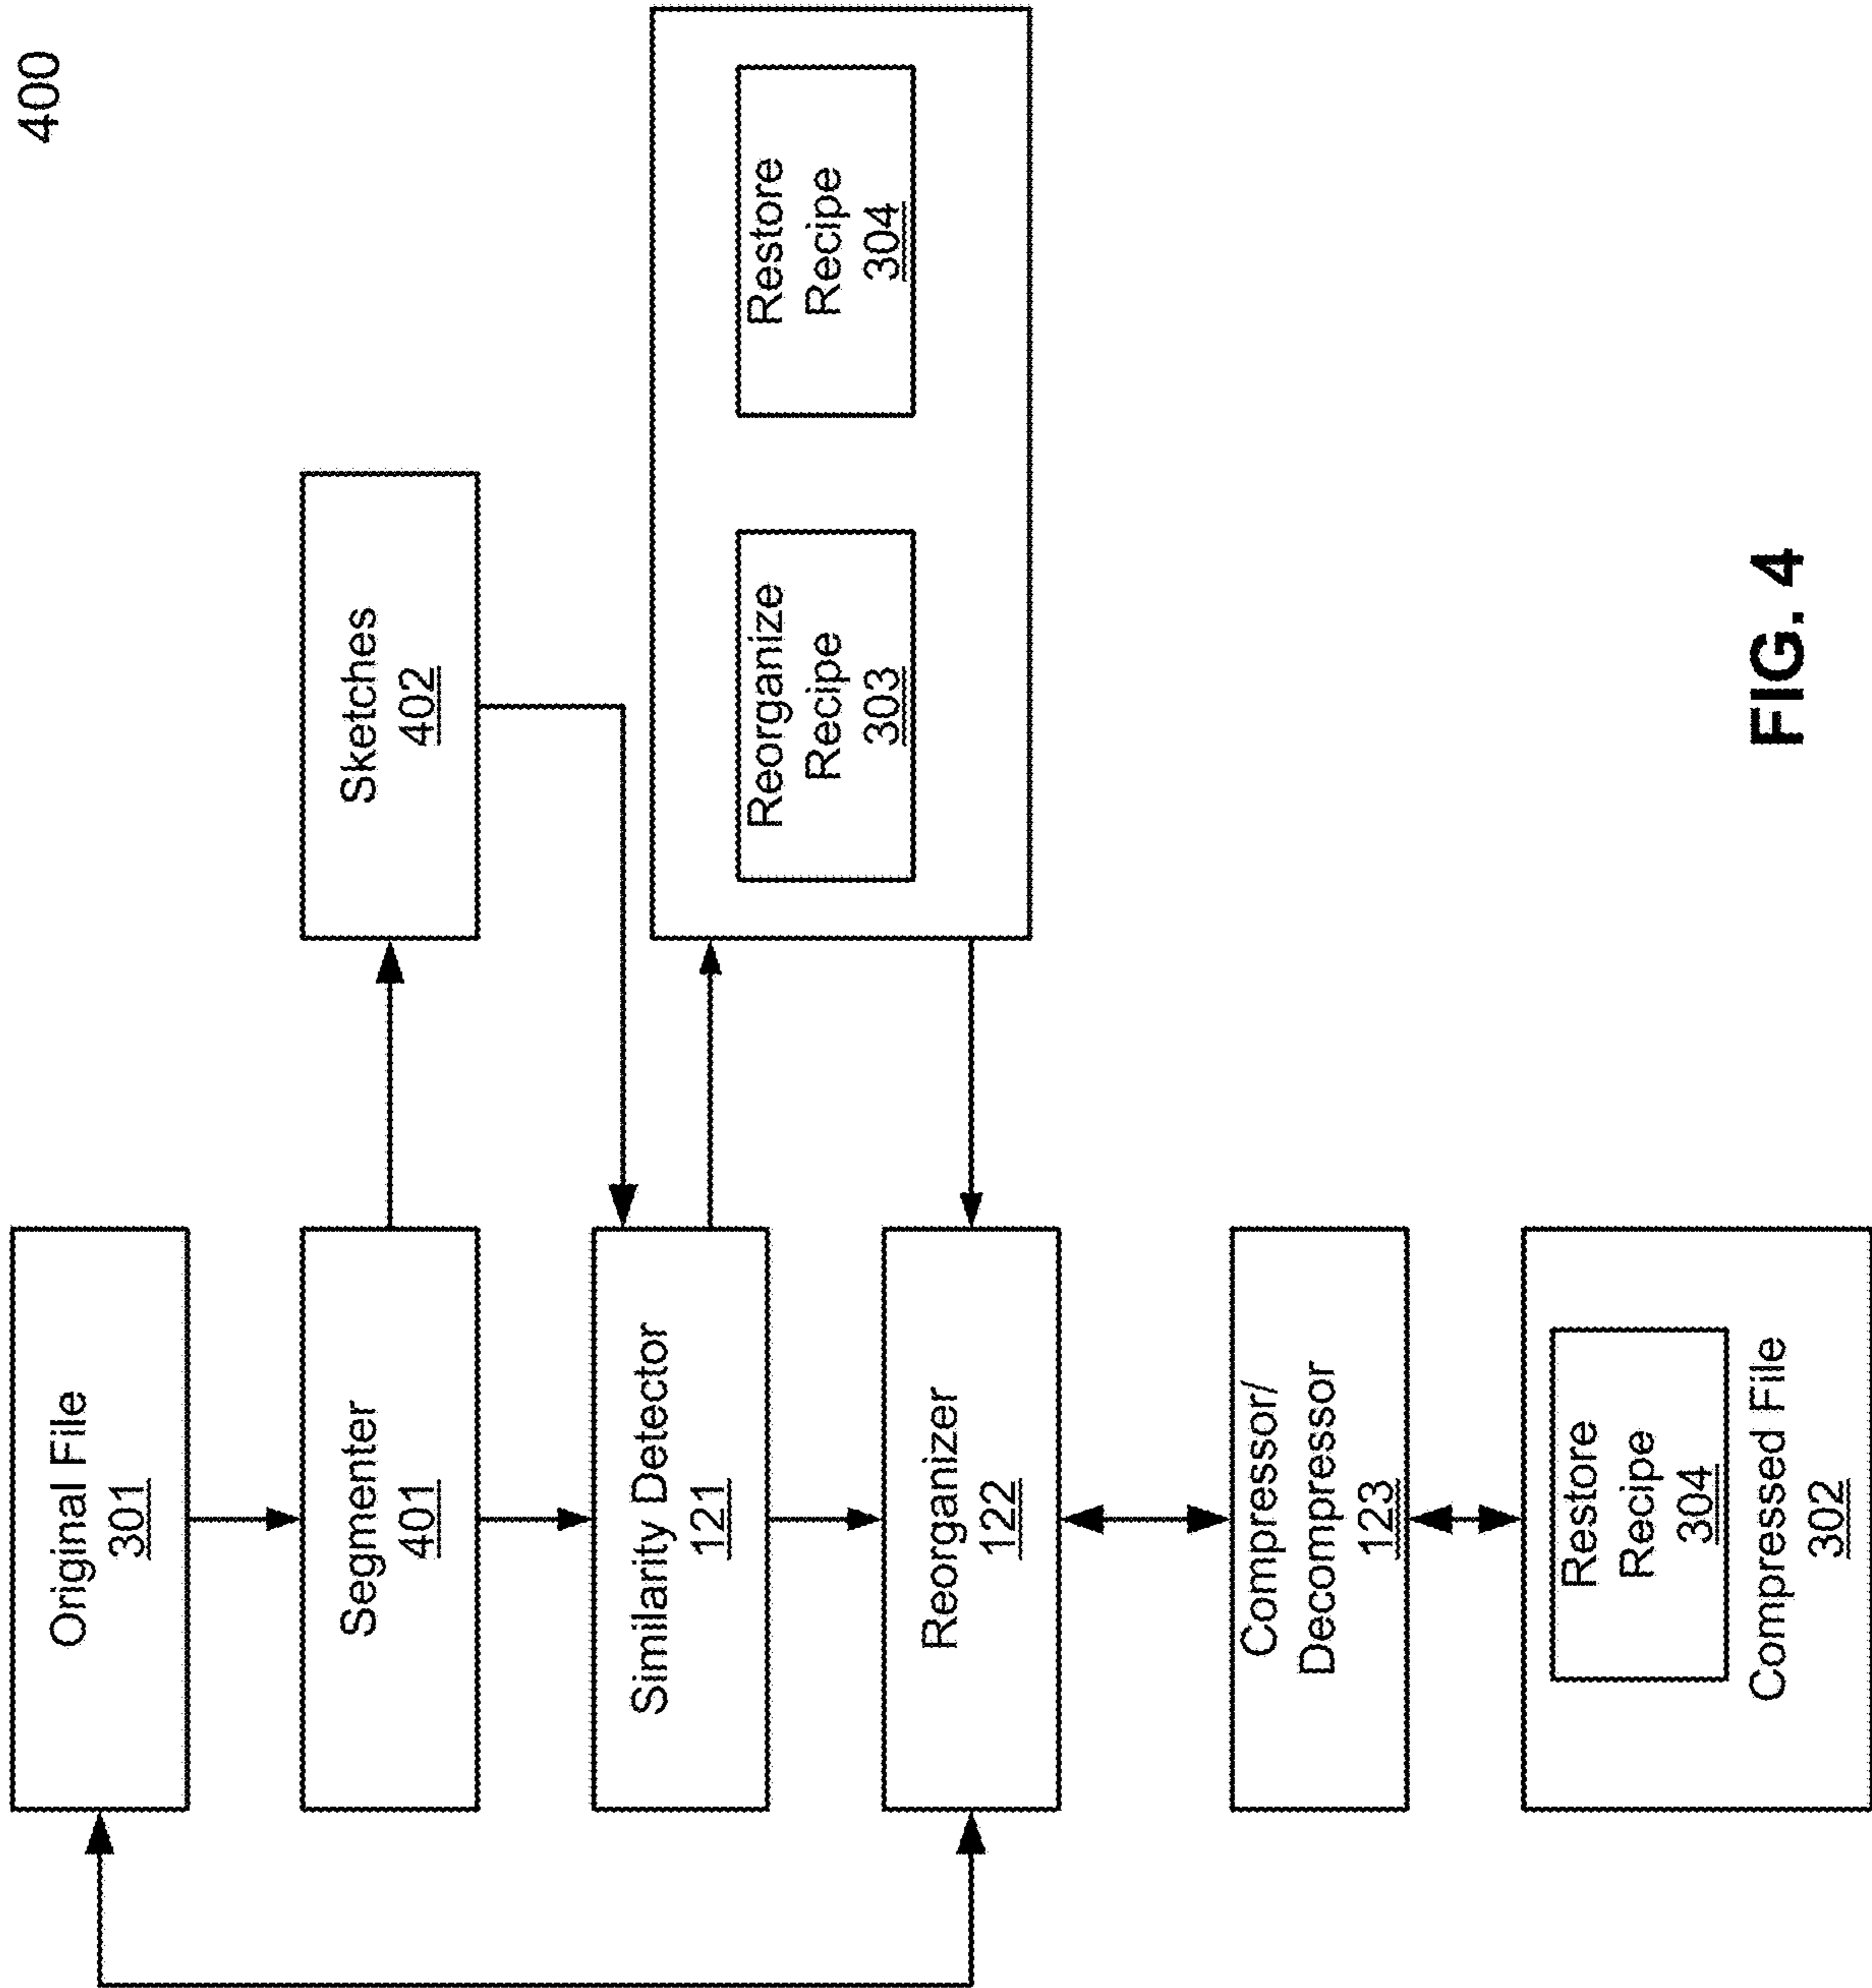 400
Original File
301
Segmenter
401
Sketches
402
Similarity Detector
121
Reorganize
Recipe
303
Restore
Recipe
304
Reorganizer
122
Compressor/
Decompressor
123
Restore
Recipe
304
Compressed File
302
FIG. 4